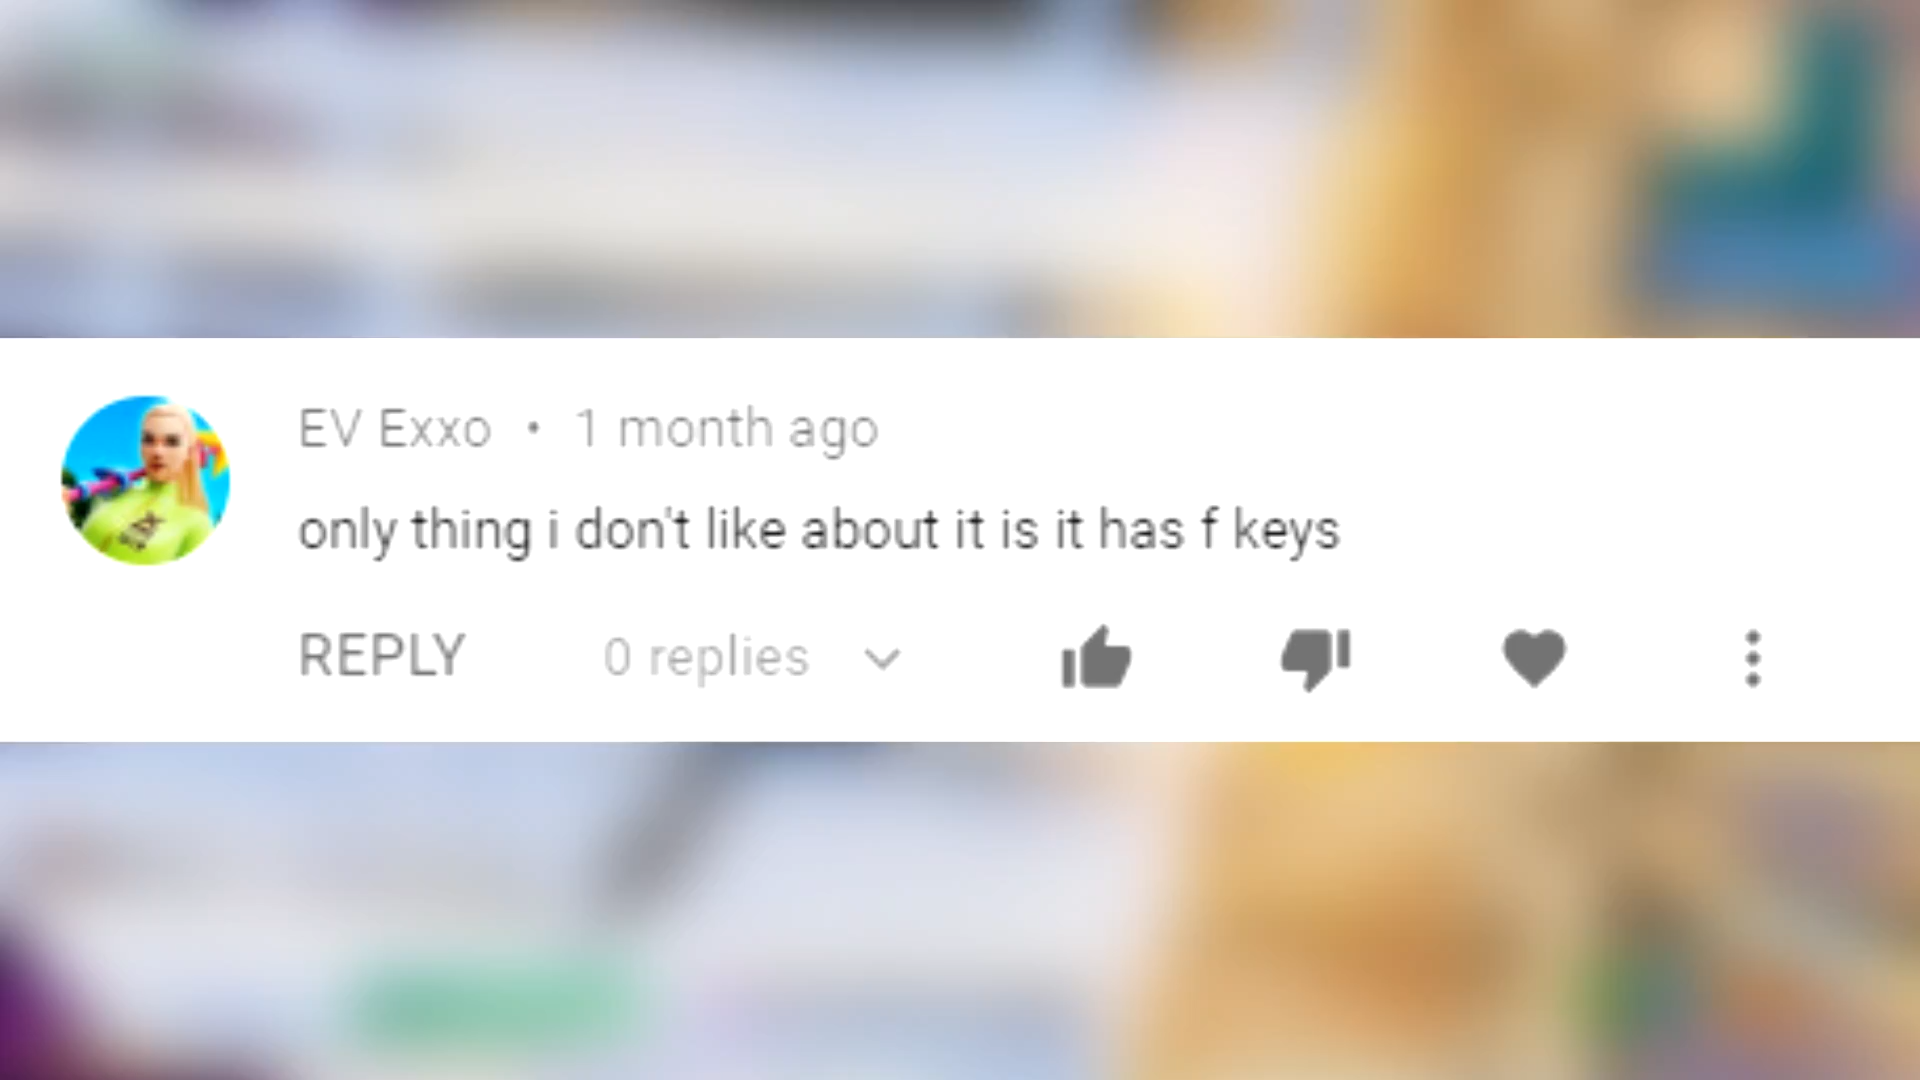 EV Exxo • 1 month ago
only thing i don't like about it is it has f keys
REPLY 0 replies